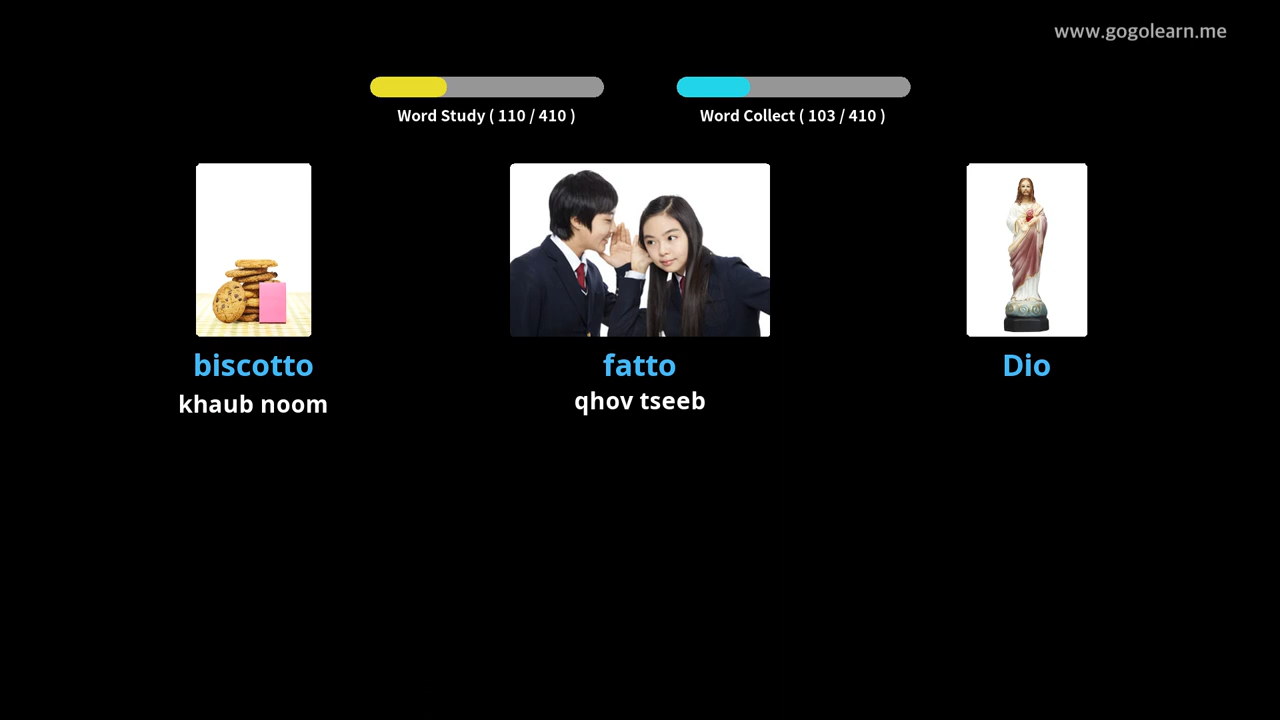 www.gogolearn.me
Word Study ( 110 / 410 )
Word Collect ( 103 / 410 )
biscotto
khaub noom
fatto
qhov tseeb
Dio